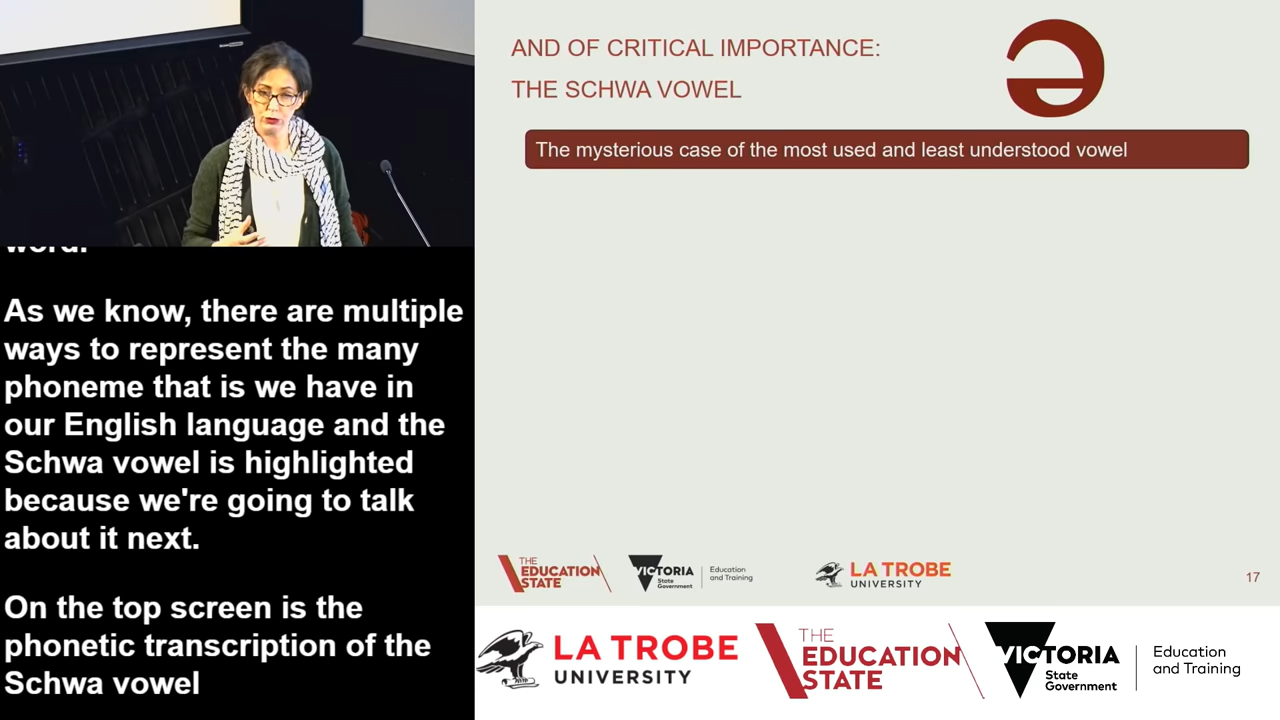 AND OF CRITICAL IMPORTANCE:
THE SCHWA VOWEL
ə
The mysterious case of the most used and least understood vowel
word.
As we know, there are multiple
ways to represent the many
phoneme that is we have in
our English language and the
Schwa vowel is highlighted
because we're going to talk
about it next.
On the top screen is the
phonetic transcription of the
Schwa vowel
THE
EDUCATION
STATE
VICTORIA
State
Government
Education
and Training
LA TROBE
UNIVERSITY
17
LA TROBE
UNIVERSITY
THE
EDUCATION
STATE
VICTORIA
State
Government
Education
and Training